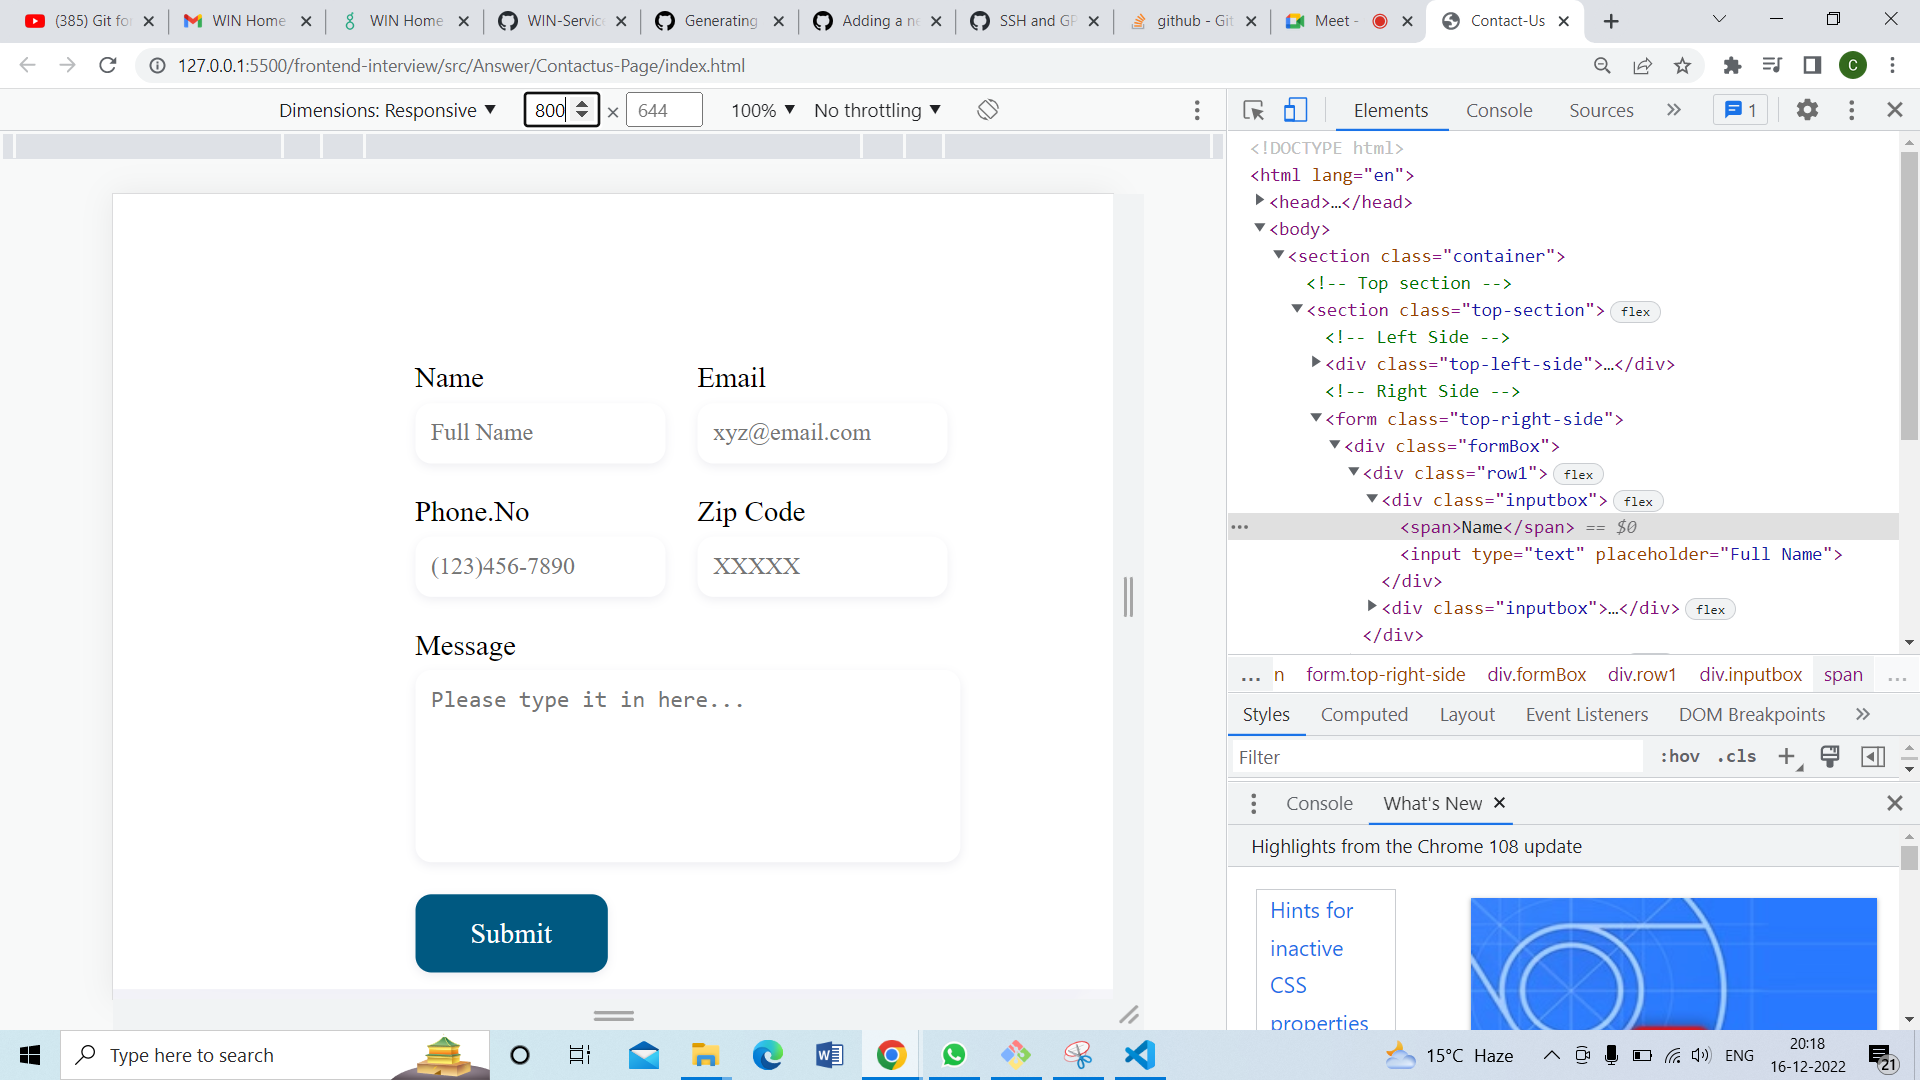 (385) Git for
WIN Home
WIN Home
WIN-Service
Generating
Adding a ne
SSH and GP
github - Git
Meet -
Contact-Us
127.0.0.1:5500/frontend-interview/src/Answer/Contactus-Page/index.html
C
Dimensions: Responsive
800
×
644
100%
No throttling
Elements
Console
Sources
1
<!DOCTYPE html>
<html lang="en">
<head>…</head>
<body>
<section class="container">
<!-- Top section -->
<section class="top-section">
flex
<!-- Left Side -->
<div class="top-left-side">…</div>
<!-- Right Side -->
<form class="top-right-side">
<div class="formBox">
<div class="row1">
flex
<div class="inputbox">
flex
<span>Name</span> == $0
<input type="text" placeholder="Full Name">
</div>
<div class="inputbox">…</div>
flex
</div>
... n form.top-right-side div.formBox div.row1 div.inputbox span ...
Styles
Computed
Layout
Event Listeners
DOM Breakpoints
Filter
:hov
.cls
Console
What's New
Highlights from the Chrome 108 update
Hints for
inactive
CSS
properties
Name
Email
Full Name
xyz@email.com
Phone.No
Zip Code
(123)456-7890
XXXXX
Message
Please type it in here...
Submit
Type here to search
15°C Haze
ENG
20:18
16-12-2022
21